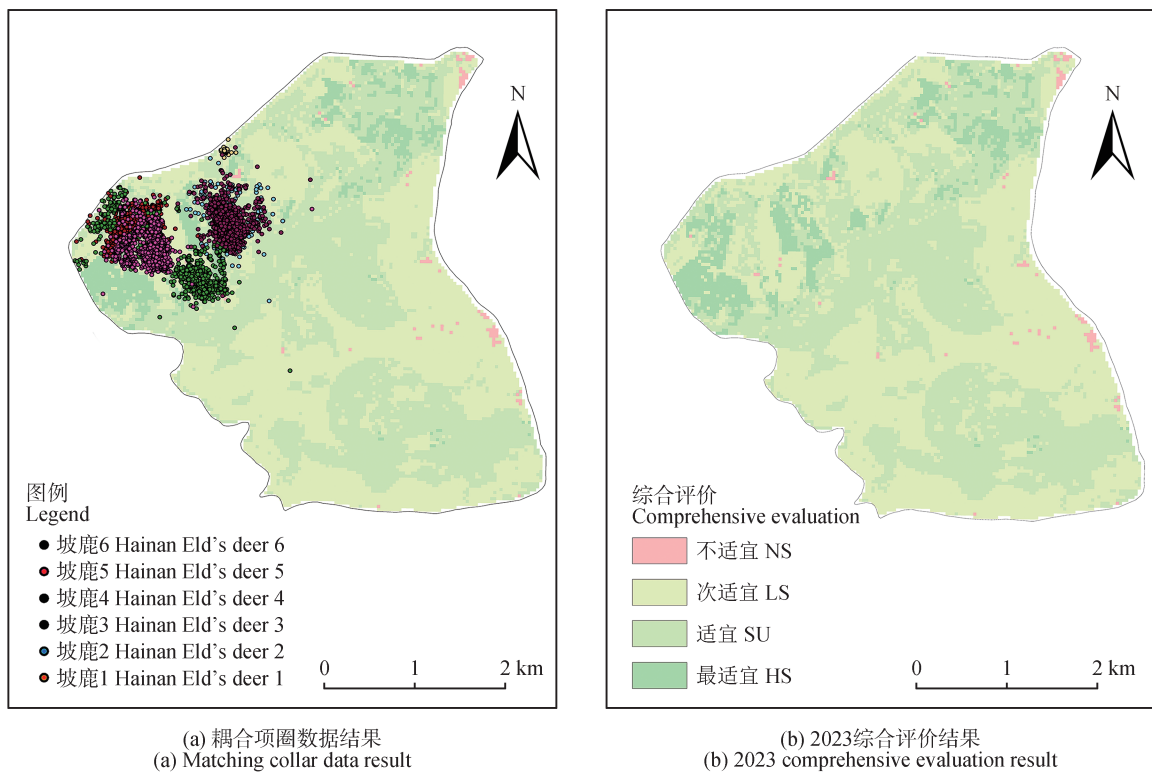 N
图例
Legend
坡鹿6 Hainan Eld's deer 6
坡鹿5 Hainan Eld's deer 5
坡鹿4 Hainan Eld's deer 4
坡鹿3 Hainan Eld's deer 3
坡鹿2 Hainan Eld's deer 2
坡鹿1 Hainan Eld's deer 1
0 1 2 km
(a) 耦合项圈数据结果
(a) Matching collar data result
N
综合评价
Comprehensive evaluation
不适宜 NS
次适宜 LS
适宜 SU
最适宜 HS
0 1 2 km
(b) 2023综合评价结果
(b) 2023 comprehensive evaluation result